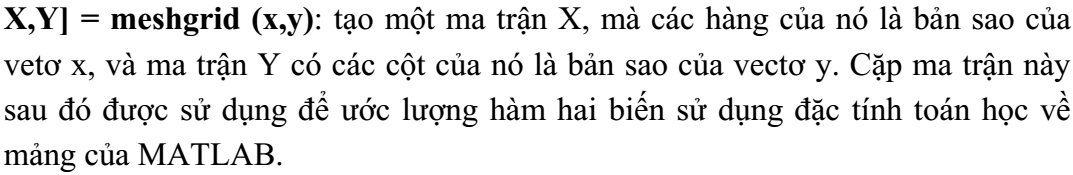 X,Y] = meshgrid (x,y): tạo một ma trận X, mà các hàng của nó là bản sao của
vetơ x, và ma trận Y có các cột của nó là bản sao của vectơ y. Cặp ma trận này
sau đó được sử dụng để ước lượng hàm hai biến sử dụng đặc tính toán học về
mảng của MATLAB.